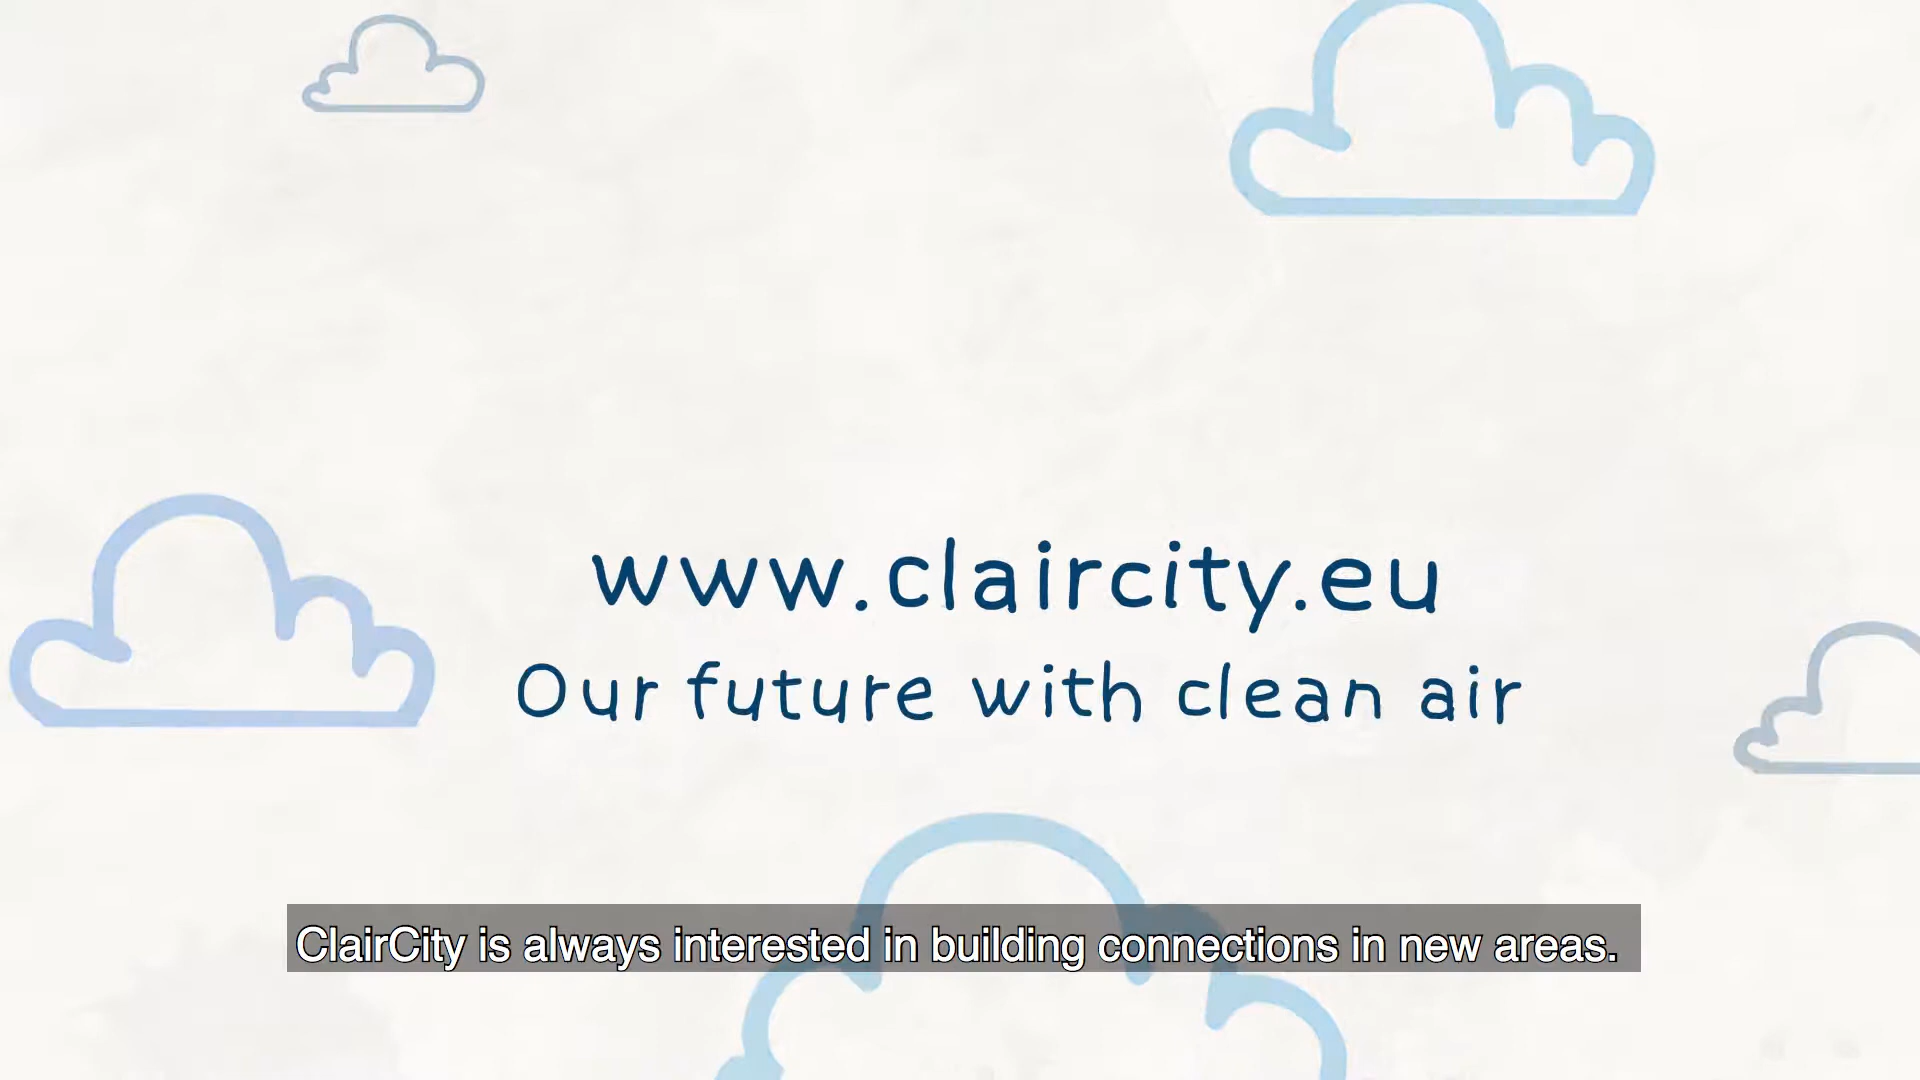 www.claircity.eu
Our future with clean air
ClairCity is always interested in building connections in new areas.